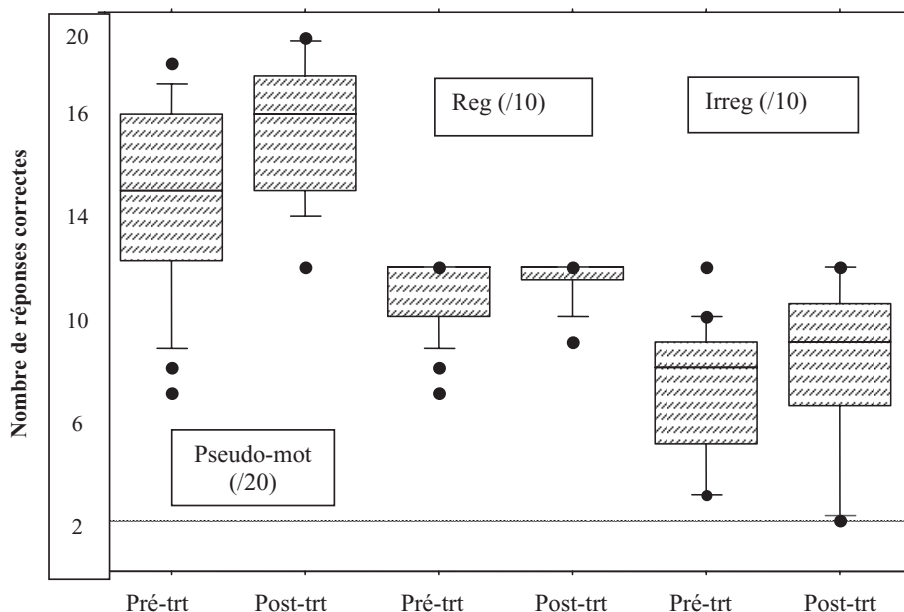 Nombre de réponses correctes
20
16
14
10
6
2
Reg (/10)
Irreg (/10)
Pseudo-mot
(/20)
Pré-trt Post-trt Pré-trt Post-trt Pré-trt Post-trt